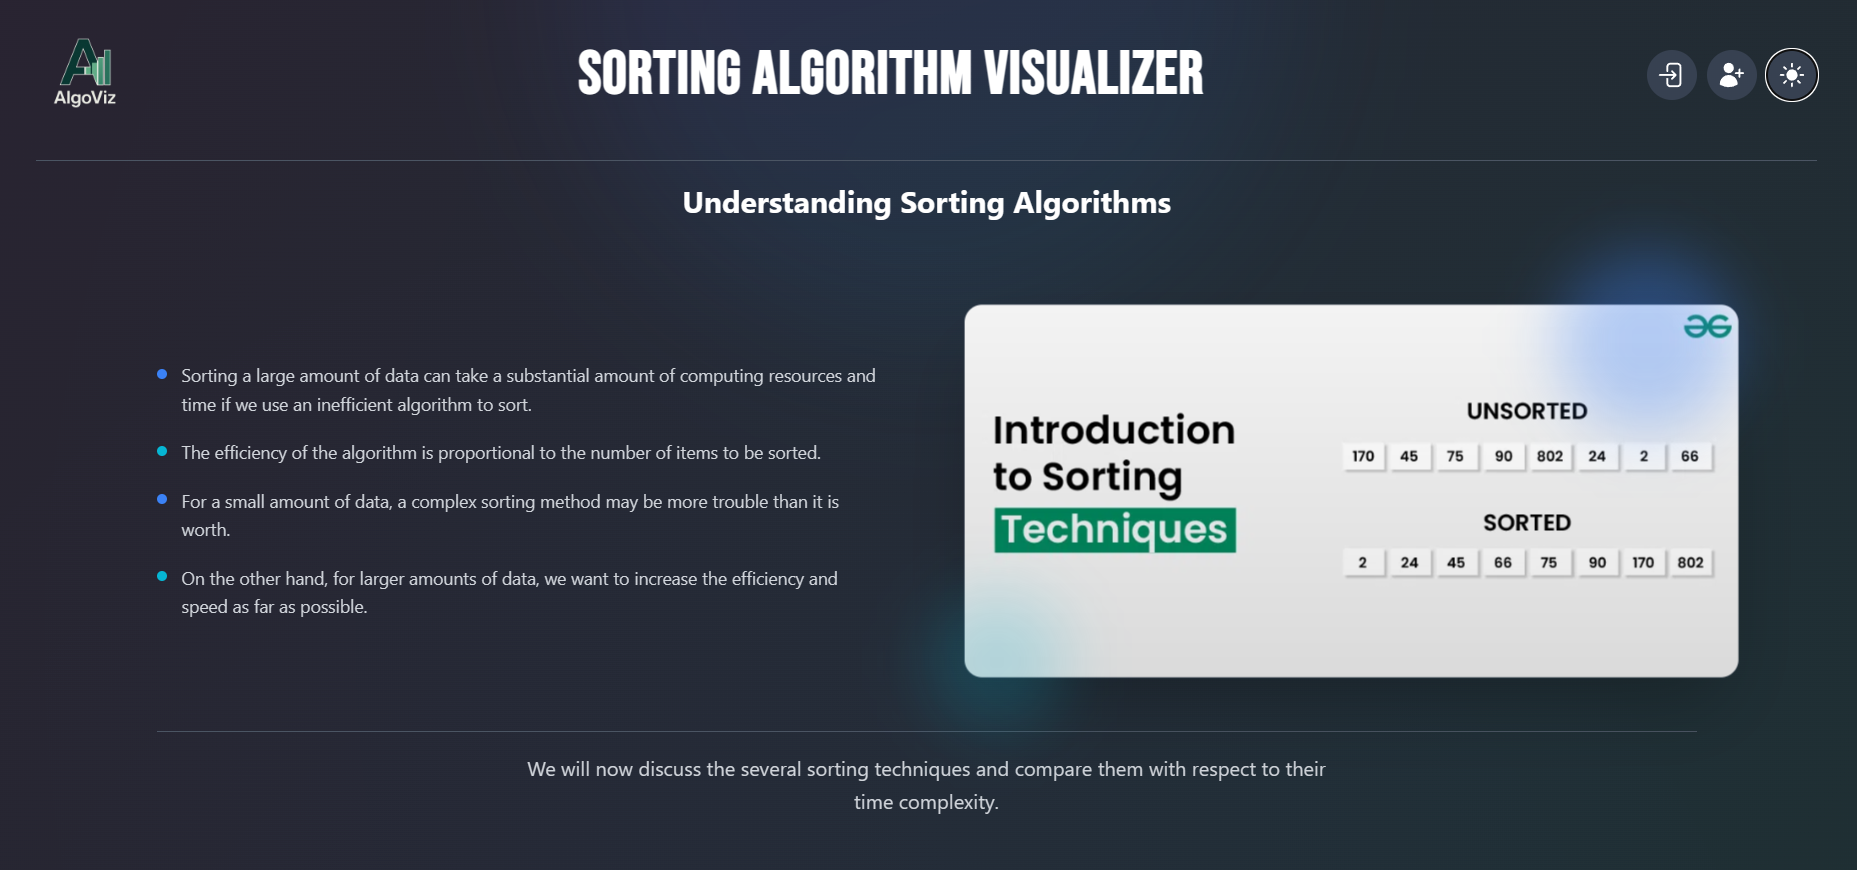 AlgoViz
SORTING ALGORITHM VISUALIZER
Understanding Sorting Algorithms
Sorting a large amount of data can take a substantial amount of computing resources and
time if we use an inefficient algorithm to sort.
The efficiency of the algorithm is proportional to the number of items to be sorted.
For a small amount of data, a complex sorting method may be more trouble than it is
worth.
On the other hand, for larger amounts of data, we want to increase the efficiency and
speed as far as possible.
Introduction
to Sorting
Techniques
UNSORTED
170 45 75 90 802 24 2 66
SORTED
2 24 45 66 75 90 170 802
We will now discuss the several sorting techniques and compare them with respect to their
time complexity.